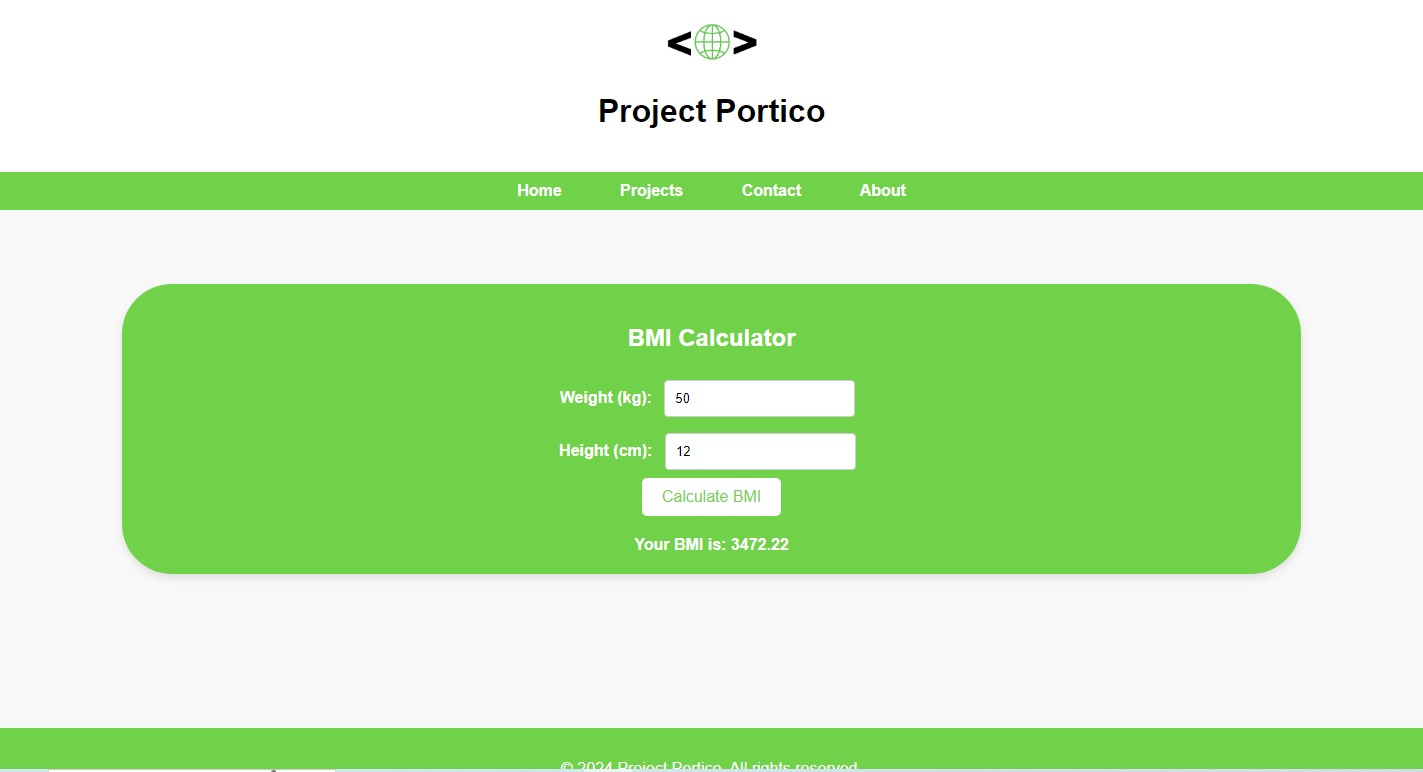 < >
Project Portico
Home Projects Contact About
BMI Calculator
Weight (kg): 50
Height (cm): 12
Calculate BMI
Your BMI is: 3472.22
© 2024 Project Portico. All rights reserved.